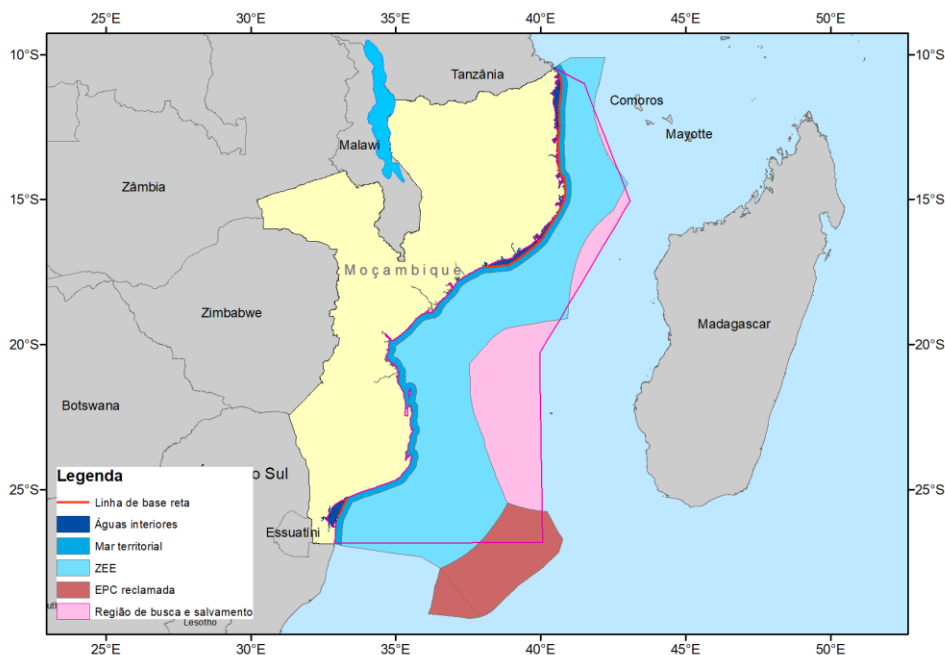 25°E 30°E 35°E 40°E 45°E 50°E
10°S 10°S
Tanzânia
Comoros
Mayotte
Malawi
Zâmbia
15°S 15°S
Moçambique
Zimbabwe
Madagascar
20°S 20°S
Botswana
Legenda
o Sul
25°S 25°S
Linha de base reta
Águas interiores
Essuatini
Mar territorial
ZEE
EPC reclamada
Região de busca e salvamento
Lesotho
25°E 30°E 35°E 40°E 45°E 50°E